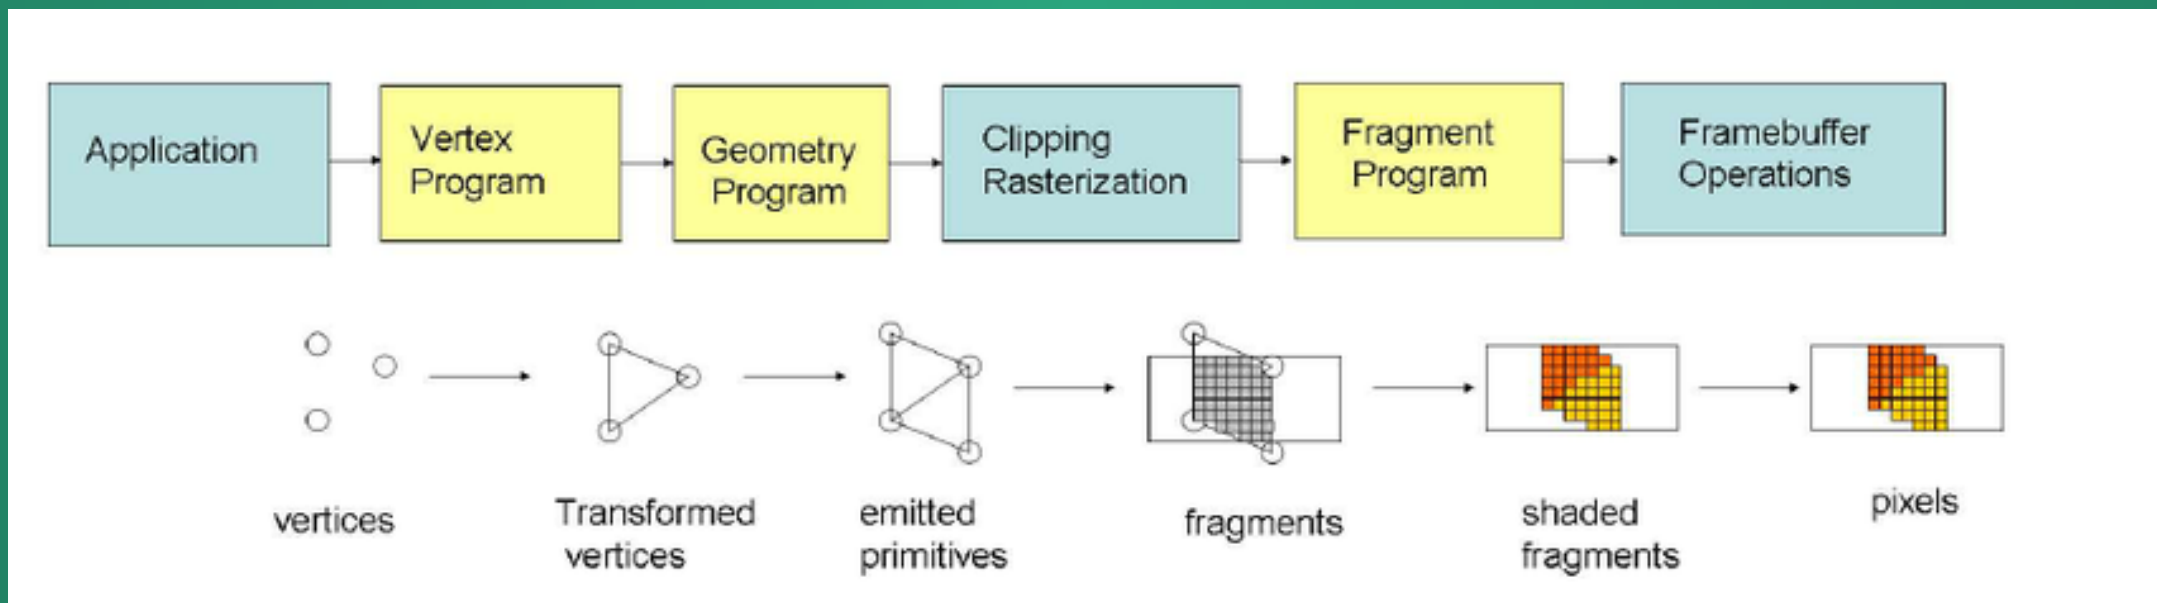 Application
Vertex
Program
Geometry
Program
Clipping
Rasterization
Fragment
Program
Framebuffer
Operations
vertices
Transformed
vertices
emitted
primitives
fragments
shaded
fragments
pixels